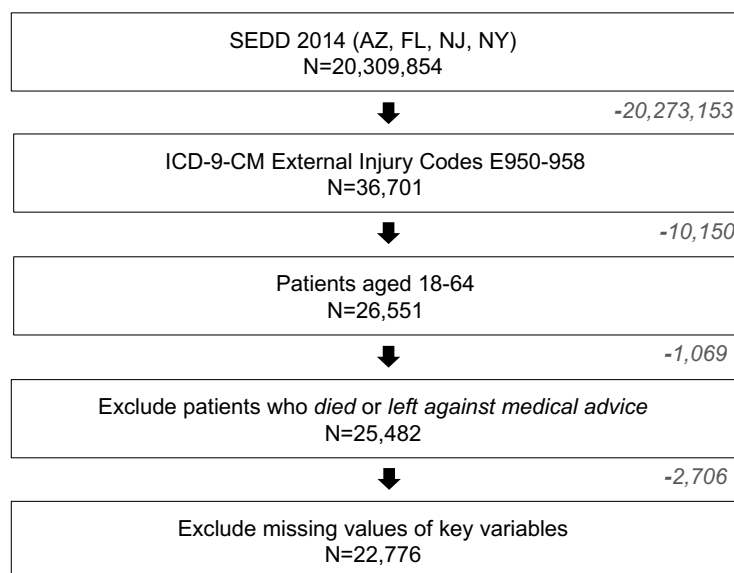 SEDD 2014 (AZ, FL, NJ, NY)
N=20,309,854
-20,273,153
ICD-9-CM External Injury Codes E950-958
N=36,701
-10,150
Patients aged 18-64
N=26,551
-1,069
Exclude patients who died or left against medical advice
N=25,482
-2,706
Exclude missing values of key variables
N=22,776